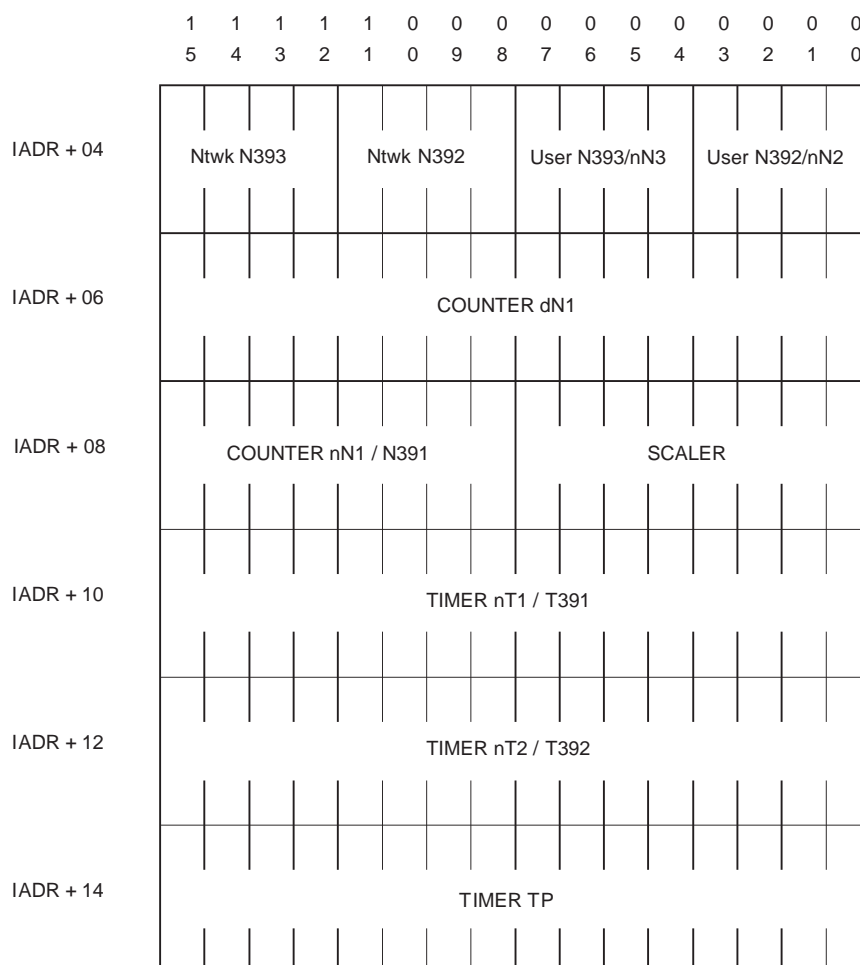 1 1 1 1 1 0 0 0 0 0 0 0 0 0 0 0
5 4 3 2 1 0 9 8 7 6 5 4 3 2 1 0
IADR + 04 Ntwk N393 Ntwk N392 User N393/nN3 User N392/nN2
IADR + 06 COUNTER dN1
IADR + 08 COUNTER nN1 / N391 SCALER
IADR + 10 TIMER nT1 / T391
IADR + 12 TIMER nT2 / T392
IADR + 14 TIMER TP